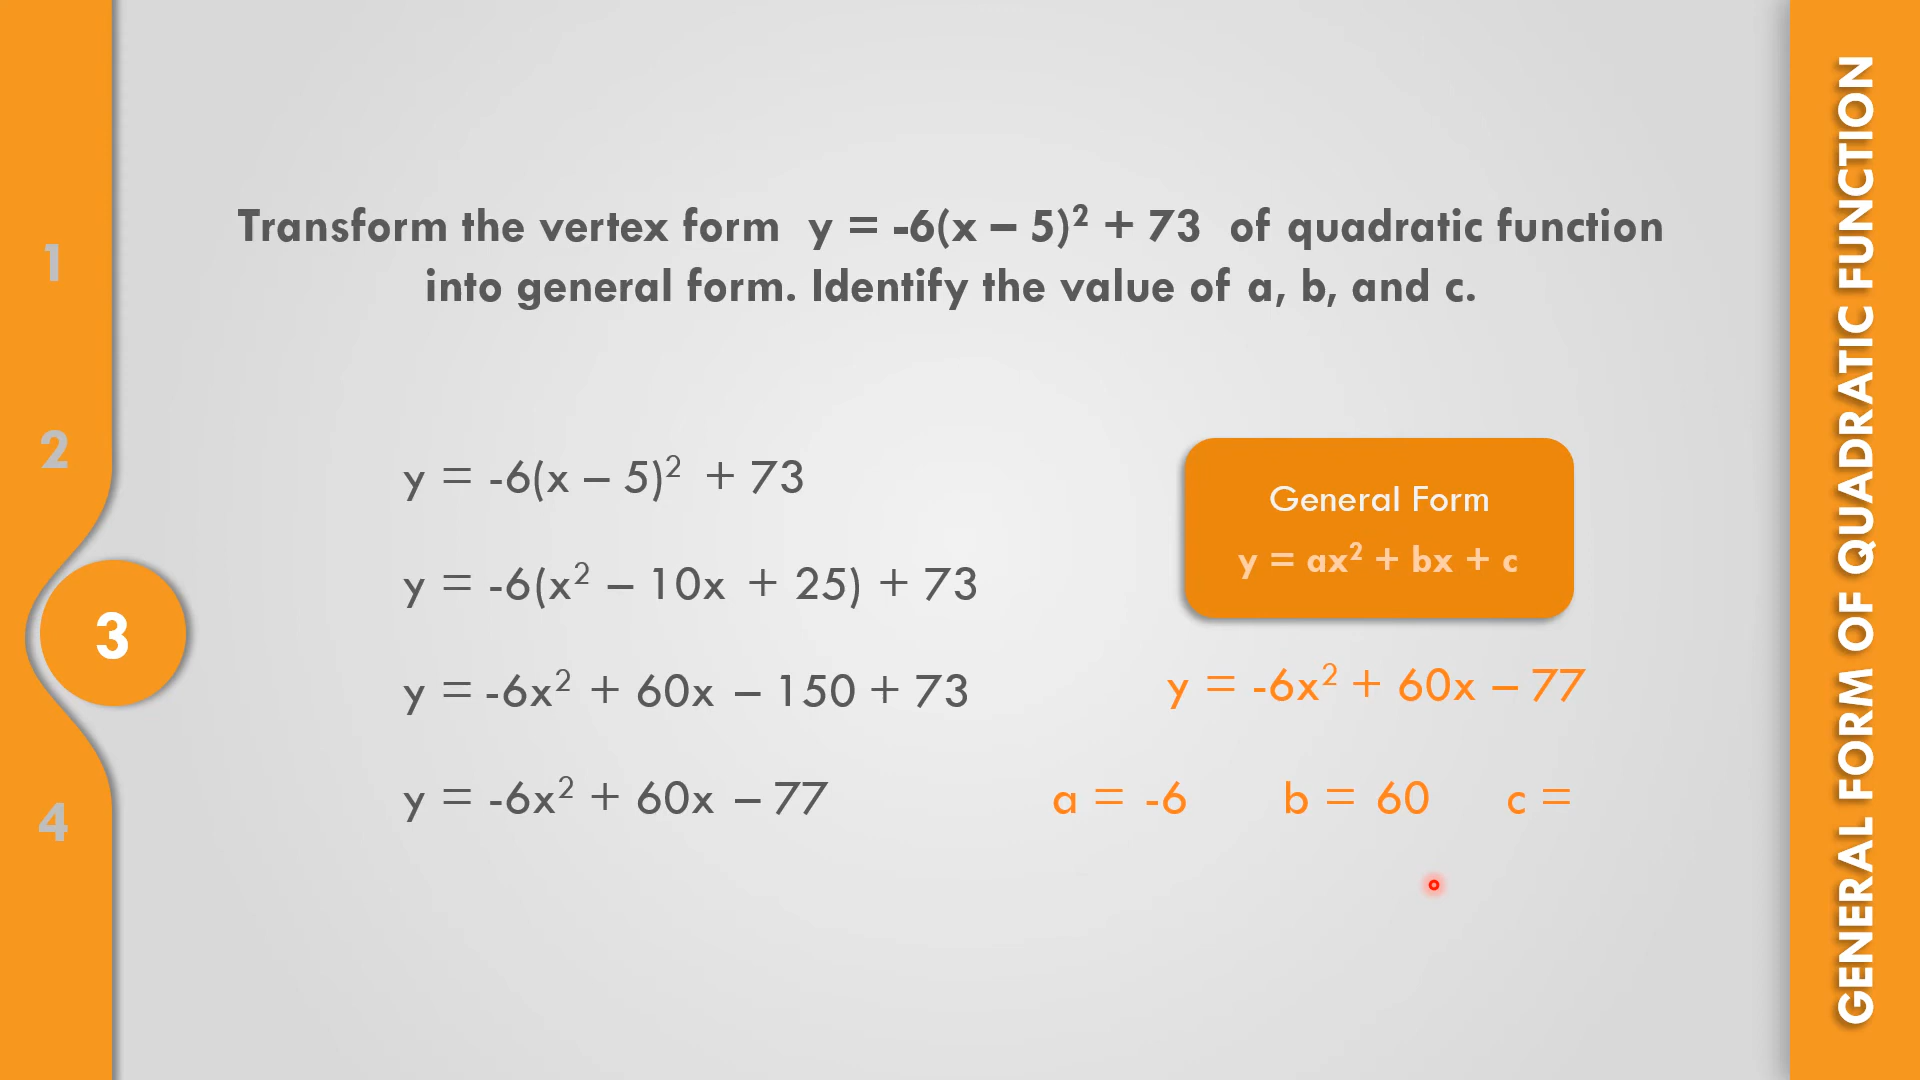 1
2
3
4
Transform the vertex form y = -6(x – 5)² + 73 of quadratic function
into general form. Identify the value of a, b, and c.
y = -6(x – 5)² + 73
y = -6(x² – 10x + 25) + 73
y = -6x² + 60x – 150 + 73
y = -6x² + 60x – 77
General Form
y = ax² + bx + c
y = -6x² + 60x – 77
a = -6 b = 60 c =
GENERAL FORM OF QUADRATIC FUNCTION